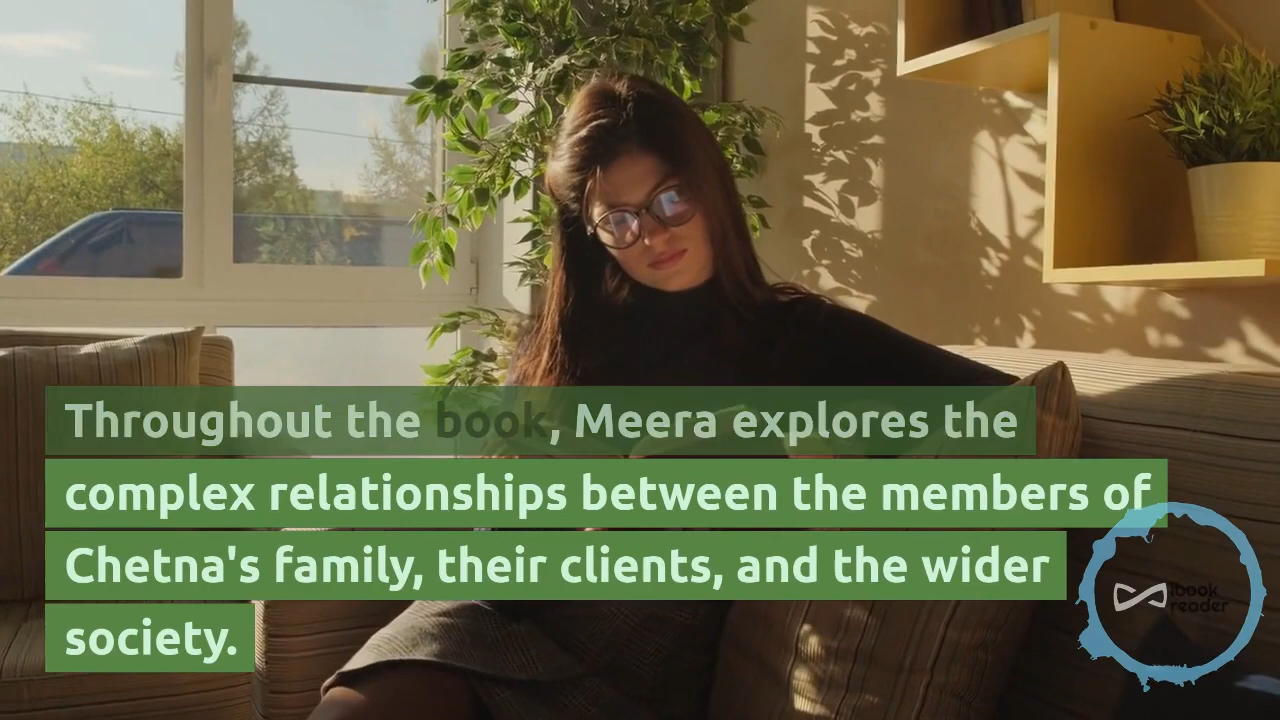 Throughout the book, Meera explores the
complex relationships between the members of
Chetna's family, their clients, and the wider
society.
ibook
reader